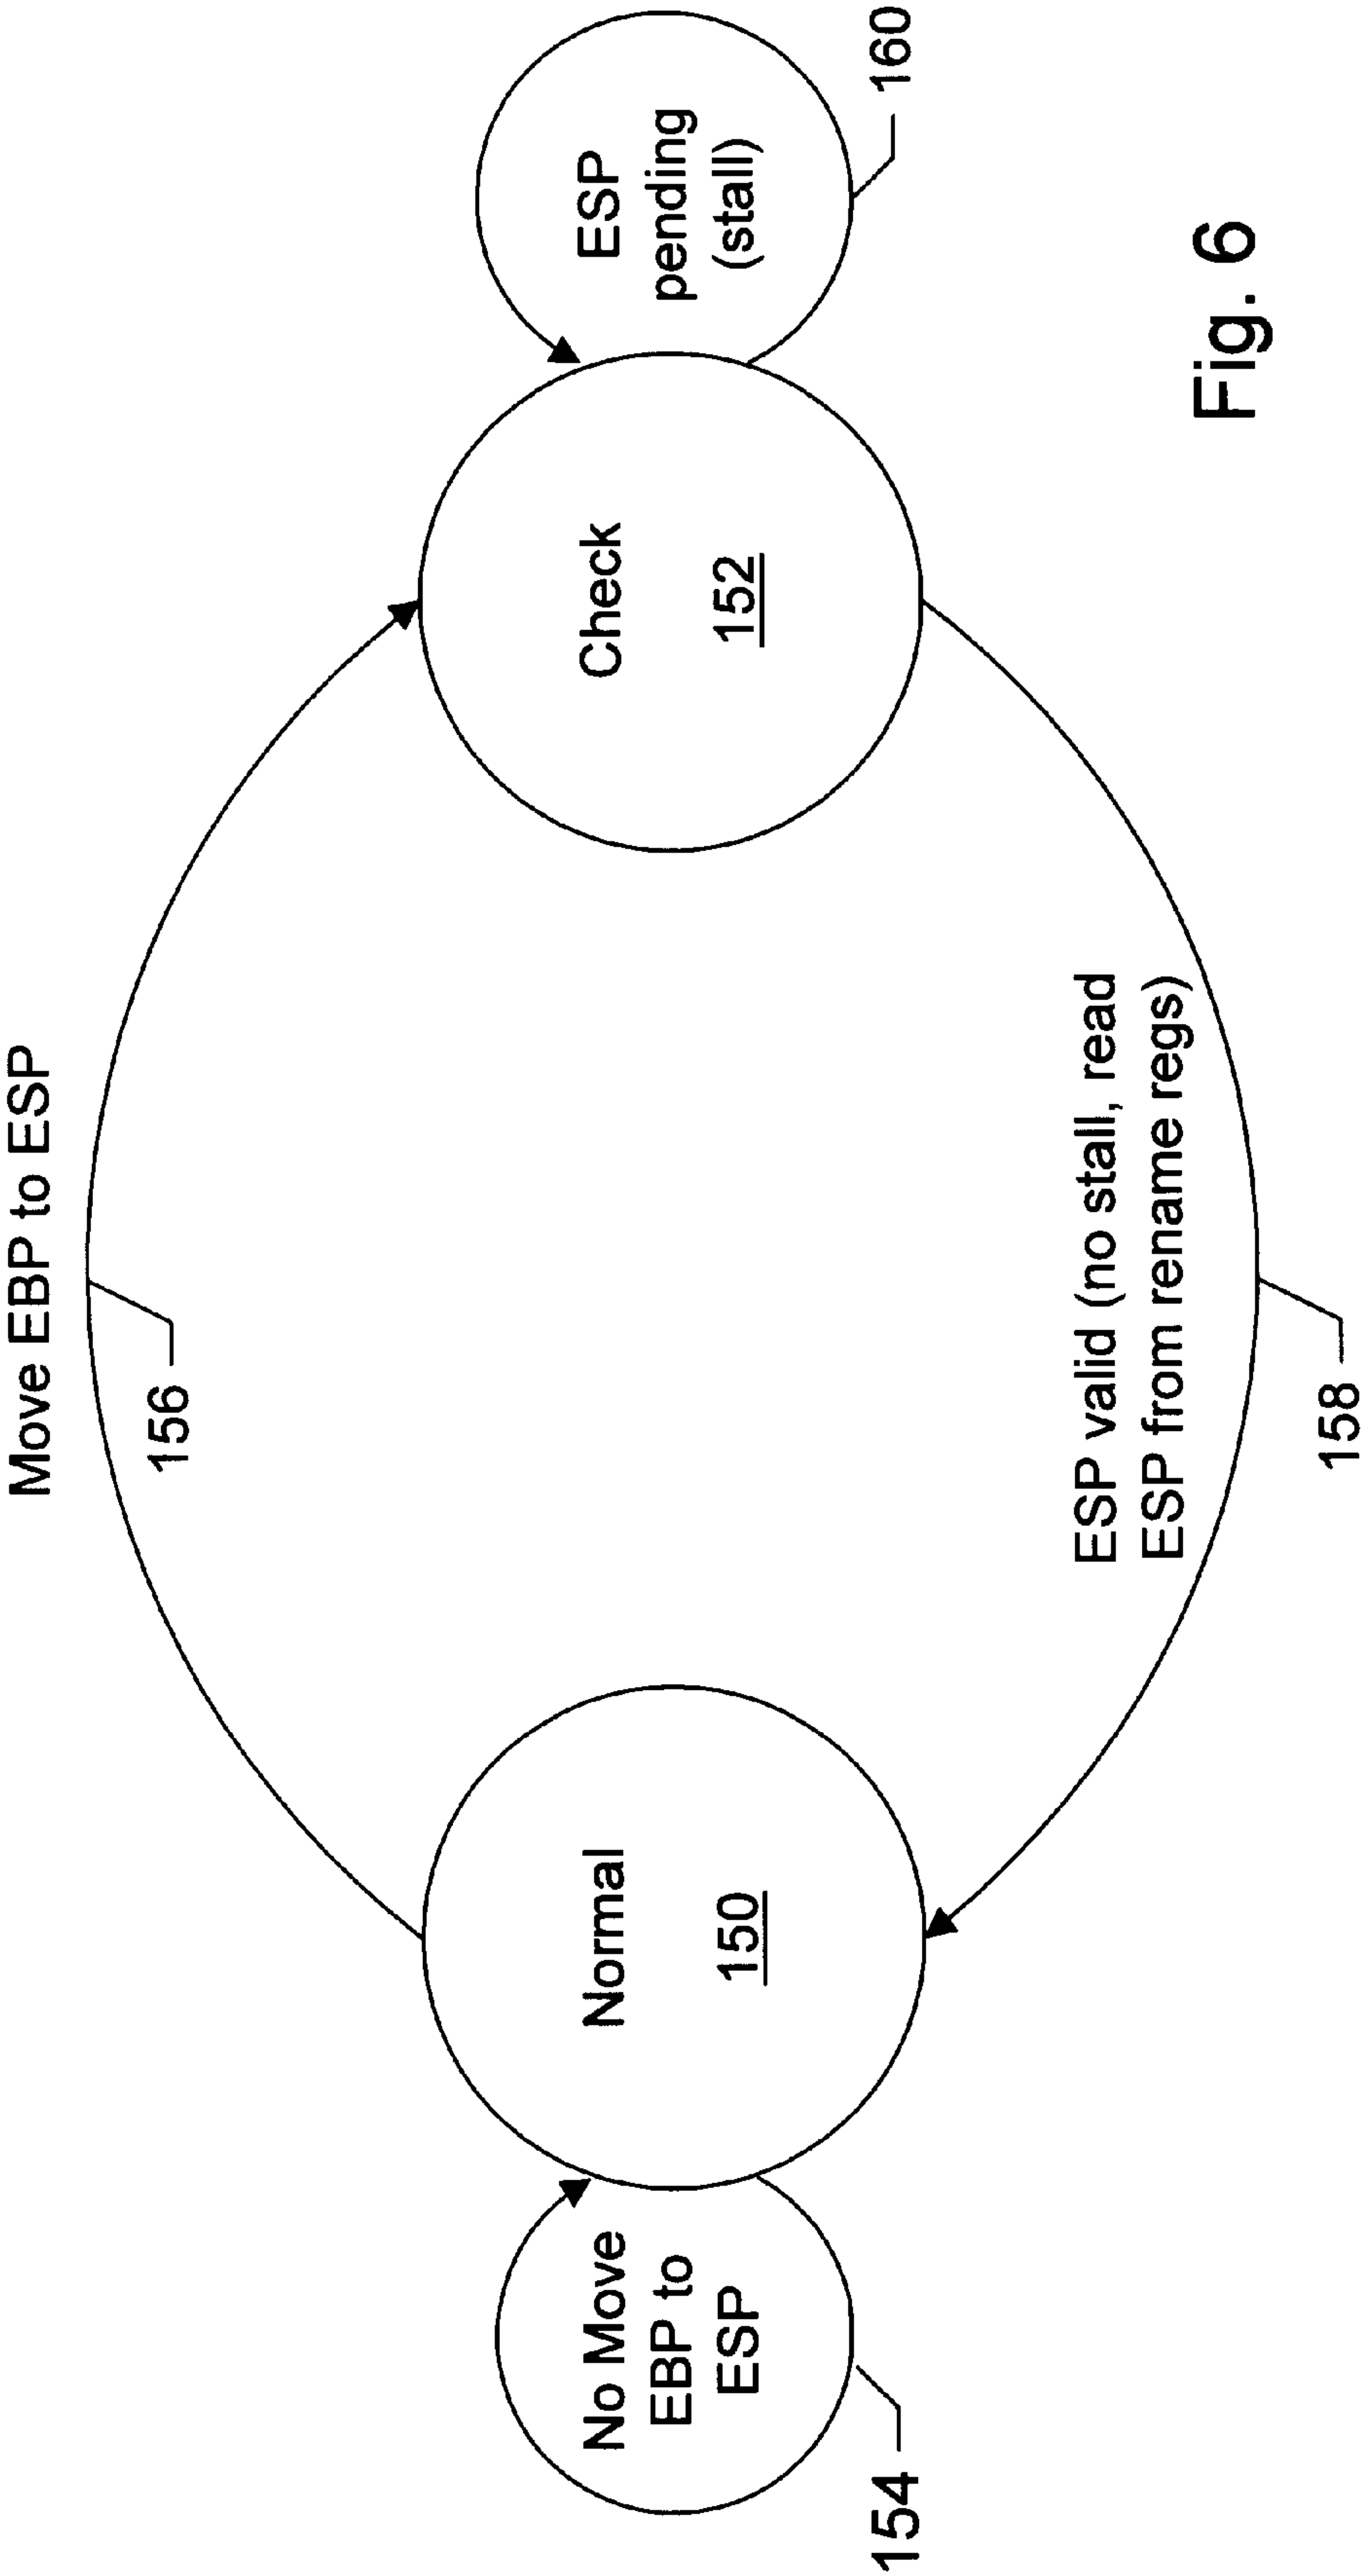 Move EBP to ESP
156
No Move
EBP to
ESP
154
Normal
150
Check
152
ESP
pending
(stall)
160
ESP valid (no stall, read
ESP from rename regs)
158
Fig. 6